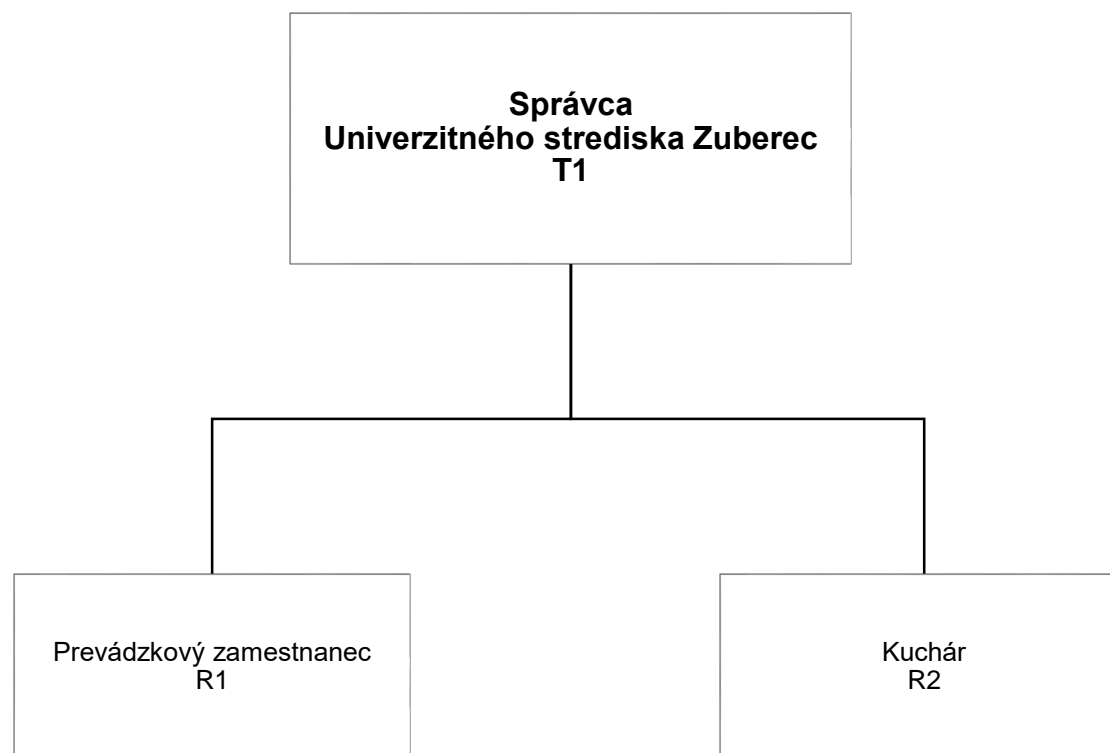 Správca
Univerzitného strediska Zuberec
T1
Prevádzkový zamestnanec
R1
Kuchár
R2